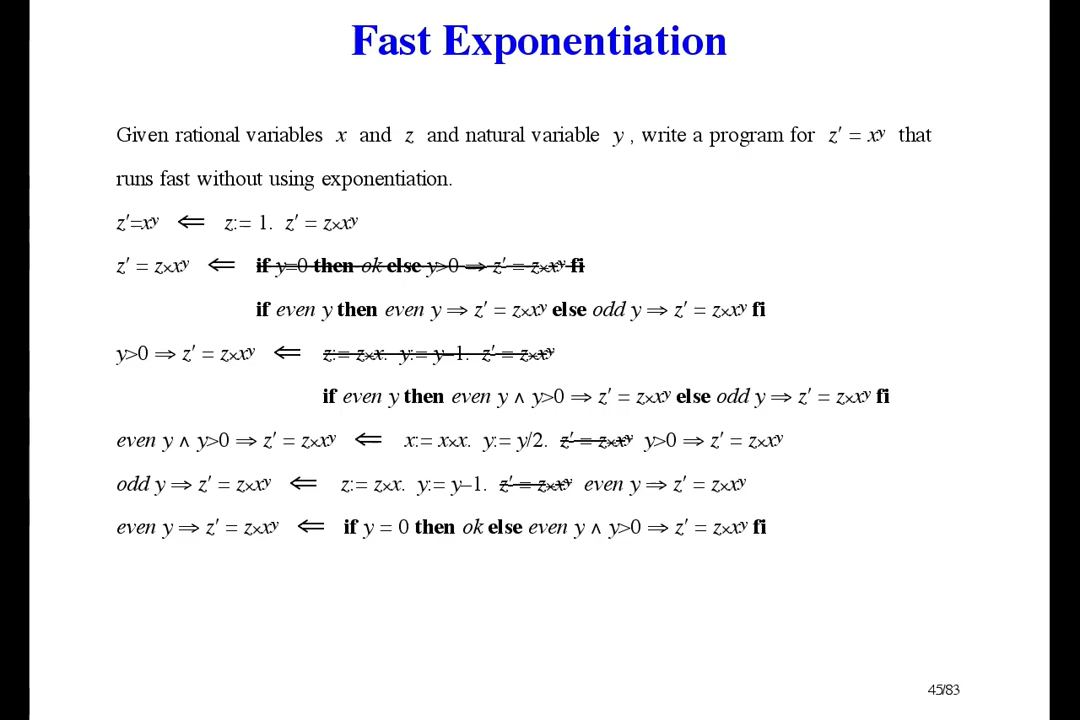 Fast Exponentiation
Given rational variables x and z and natural variable y , write a program for z′ = xʸ that
runs fast without using exponentiation.
z′=xʸ ⇐ z:= 1. z′ = z×xʸ
z′ = z×xʸ ⇐ if y=0 then ok else y>0 ⇒ z′ = z×xʸ fi
if even y then even y ⇒ z′ = z×xʸ else odd y ⇒ z′ = z×xʸ fi
y>0 ⇒ z′ = z×xʸ ⇐ z:= z×x. y:= y–1. z′ = z×xʸ
if even y then even y ∧ y>0 ⇒ z′ = z×xʸ else odd y ⇒ z′ = z×xʸ fi
even y ∧ y>0 ⇒ z′ = z×xʸ ⇐ x:= x×x. y:= y/2. z′ = z×xʸ y>0 ⇒ z′ = z×xʸ
odd y ⇒ z′ = z×xʸ ⇐ z:= z×x. y:= y–1. z′ = z×xʸ even y ⇒ z′ = z×xʸ
even y ⇒ z′ = z×xʸ ⇐ if y = 0 then ok else even y ∧ y>0 ⇒ z′ = z×xʸ fi
45/83